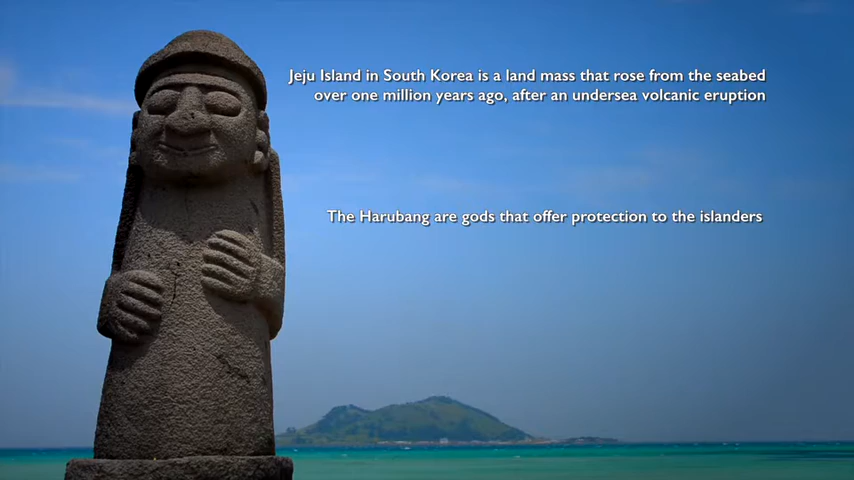 Jeju Island in South Korea is a land mass that rose from the seabed
over one million years ago, after an undersea volcanic eruption
The Harubang are gods that offer protection to the islanders